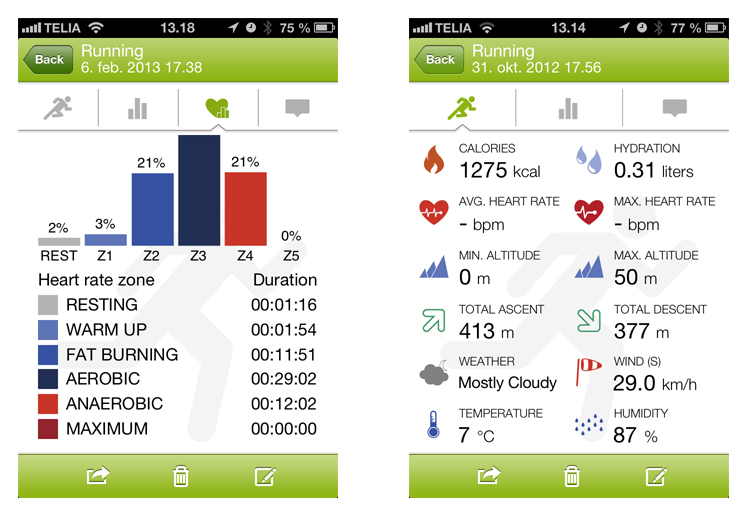 TELIA 13.18 75 %
Back
Running
6. feb. 2013 17.38
2% 3% 21% 21% 0%
REST Z1 Z2 Z3 Z4 Z5
Heart rate zone Duration
RESTING 00:01:16
WARM UP 00:01:54
FAT BURNING 00:11:51
AEROBIC 00:29:02
ANAEROBIC 00:12:02
MAXIMUM 00:00:00
TELIA 13.14 77 %
Back
Running
31. okt. 2012 17.56
CALORIES HYDRATION
1275 kcal 0.31 liters
AVG. HEART RATE MAX. HEART RATE
- bpm - bpm
MIN. ALTITUDE MAX. ALTITUDE
0 m 50 m
TOTAL ASCENT TOTAL DESCENT
413 m 377 m
WEATHER WIND (S)
Mostly Cloudy 29.0 km/h
TEMPERATURE HUMIDITY
7 °C 87 %